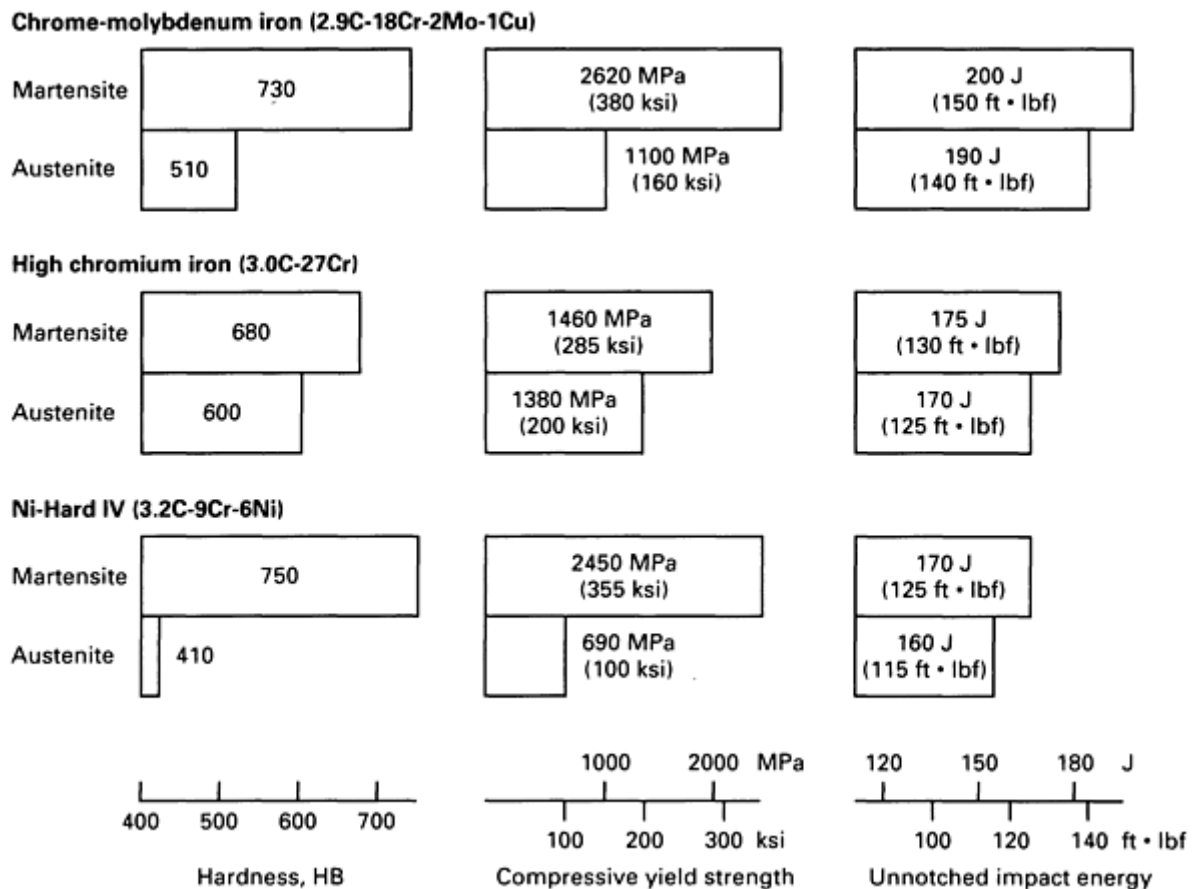 Chrome-molybdenum iron (2.9C-18Cr-2Mo-1Cu)
Martensite 730 2620 MPa 200 J
(380 ksi) (150 ft • lbf)
Austenite 510 1100 MPa 190 J
(160 ksi) (140 ft • lbf)
High chromium iron (3.0C-27Cr)
Martensite 680 1460 MPa 175 J
(285 ksi) (130 ft • lbf)
Austenite 600 1380 MPa 170 J
(200 ksi) (125 ft • lbf)
Ni-Hard IV (3.2C-9Cr-6Ni)
Martensite 750 2450 MPa 170 J
(355 ksi) (125 ft • lbf)
Austenite 410 690 MPa 160 J
(100 ksi) (115 ft • lbf)
1000 2000 MPa 120 150 180 J
400 500 600 700 100 200 300 ksi 100 120 140 ft • lbf
Hardness, HB Compressive yield strength Unnotched impact energy